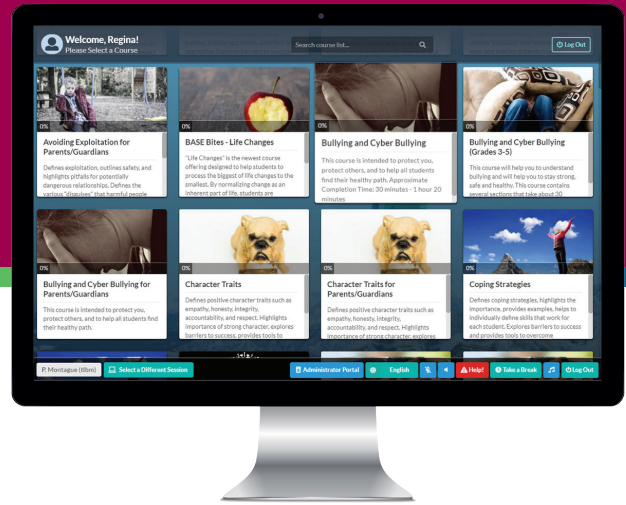 Welcome, Regina!
Please Select a Course
Search course list...
Log Out
0%
0%
0%
0%
Avoiding Exploitation for
Parents/Guardians
Defines exploitation, outlines safety, and
highlights pitfalls for potentially
dangerous relationships. Defines the
various "disguises" that harmful people
BASE Bites - Life Changes
"Life Changes" is the newest course
offering designed to help students to
process the biggest of life changes to the
smallest. By normalizing change as an
inherent part of life, students are
Bullying and Cyber Bullying
This course is intended to protect you,
protect others, and to help all students
find their healthy path. Approximate
Completion Time: 30 minutes - 1 hour 20
minutes
Bullying and Cyber Bullying
(Grades 3-5)
This course will help you to understand
bullying and will help you to stay strong,
safe and healthy. This course contains
several sections that take about 30
0%
0%
0%
0%
Bullying and Cyber Bullying for
Parents/Guardians
This course is intended to protect you,
protect others, and to help all students find
their healthy path.
Character Traits
Defines positive character traits such as
empathy, honesty, integrity,
accountability, and respect. Highlights
importance of strong character, explores
barriers to success, provides tools to
Character Traits for
Parents/Guardians
Defines positive character traits such as
empathy, honesty, integrity,
accountability, and respect. Highlights
importance of strong character, explores
Coping Strategies
Defines coping strategies, highlights the
importance, provides examples, helps to
individually define skills that work for
each student. Explores barriers to success
and provides tools to overcome
P. Montague (tlbm)
Select a Different Session
Administrator Portal
English
Help!
Take a Break
Log Out